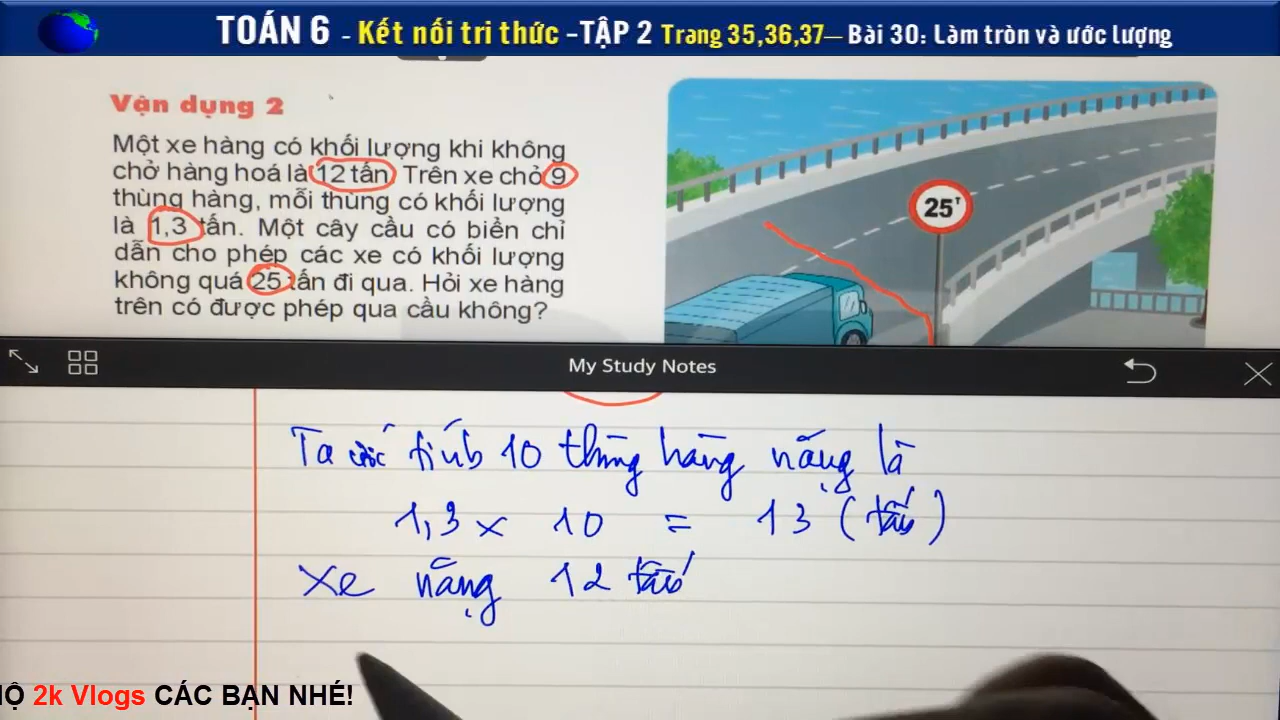 TOÁN 6 - Kết nối tri thức -TẬP 2 Trang 35,36,37– Bài 30: Làm tròn và ước lượng
Vận dụng 2
Một xe hàng có khối lượng khi không
chở hàng hoá là 12 tấn. Trên xe chở 9
thùng hàng, mỗi thùng có khối lượng
là 1,3 tấn. Một cây cầu có biển chỉ
dẫn cho phép các xe có khối lượng
không quá 25 tấn đi qua. Hỏi xe hàng
trên có được phép qua cầu không?
25T
My Study Notes
Ta ước tính 10 thùng hàng nặng là
1,3 x 10 = 13 (tấn)
Xe nặng 12 tấn
HỘ 2k Vlogs CÁC BẠN NHÉ!